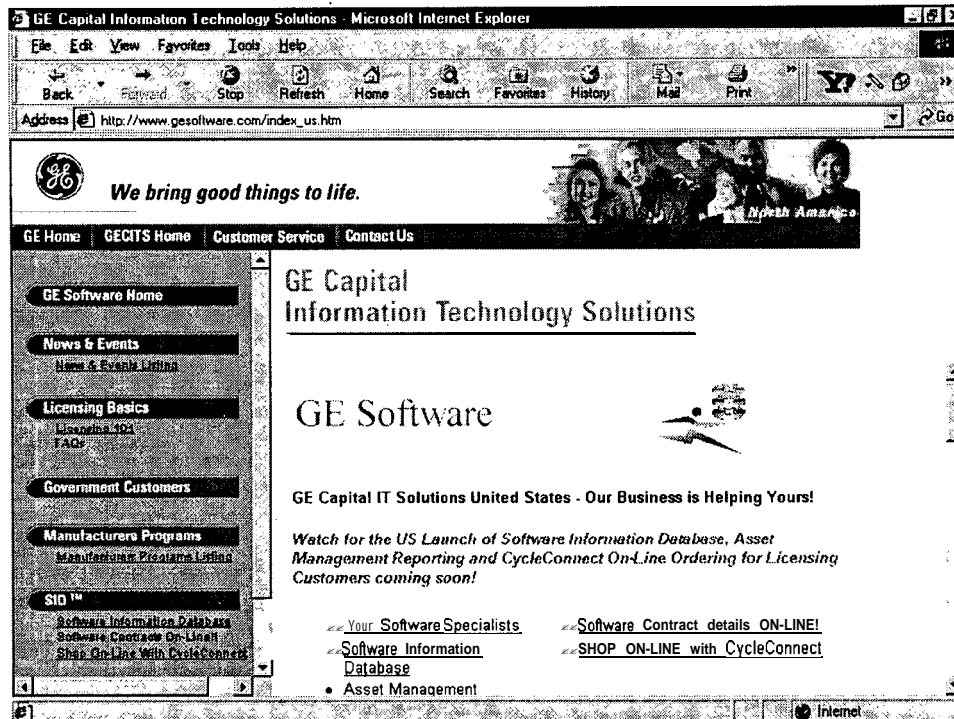 GE Capital Information Technology Solutions - Microsoft Internet Explorer
File Edit View Favorites Tools Help
Back Forward Stop Refresh Home Search Favorites History Mail Print
Address http://www.gesoftware.com/index_us.htm Go
We bring good things to life.
North America
GE Home GECITS Home Customer Service Contact Us
GE Software Home
News & Events
News & Events Listing
Licensing Basics
Licensing 101
FAQs
Government Customers
Manufacturers Programs
Manufacturers Programs Listing
SID™
Software Information Database
Software Contracts On-Line!!
Shop On-Line With CycleConnect
GE Capital
Information Technology Solutions
GE Software
GE Capital IT Solutions United States - Our Business is Helping Yours!
Watch for the US Launch of Software Information Database, Asset
Management Reporting and CycleConnect On-Line Ordering for Licensing
Customers coming soon!
Your Software Specialists
Software Information
Database
• Asset Management
Software Contract details ON-LINE!
SHOP ON-LINE with CycleConnect
Internet